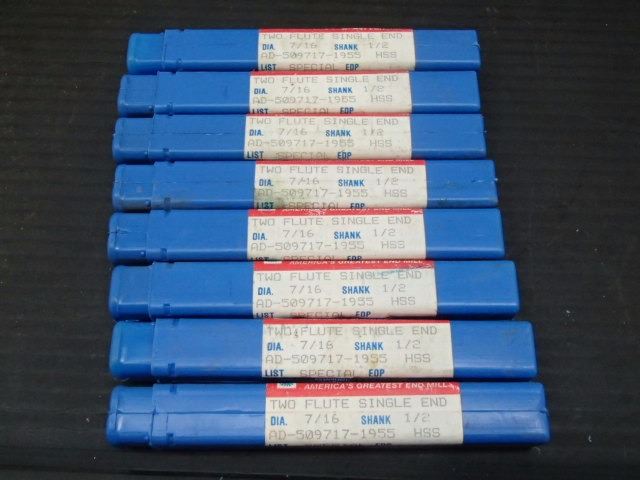 TWO FLUTE SINGLE END
DIA. 7/16 SHANK 1/2
AD-509717-1955 HSS
LIST SPECIAL EDP
TWO FLUTE SINGLE END
DIA. 7/16 SHANK 1/2
AD-509717-1955 HSS
LIST SPECIAL EDP
TWO FLUTE SINGLE END
DIA. 7/16 SHANK 1/2
AD-509717-1955 HSS
LIST SPECIAL EDP
TWO FLUTE SINGLE END
DIA. 7/16 SHANK 1/2
AD-509717-1955 HSS
LIST SPECIAL EDP
AMERICA'S GREATEST END MILLS
TWO FLUTE SINGLE END
DIA. 7/16 SHANK 1/2
AD-509717-1955 HSS
LIST SPECIAL EDP
AMERICA'S GREATEST END MILLS
TWO FLUTE SINGLE END
DIA. 7/16 SHANK 1/2
AD-509717-1955 HSS
TWO FLUTE SINGLE END
DIA. 7/16 SHANK 1/2
AD-509717-1955 HSS
LIST SPECIAL EDP
AMERICA'S GREATEST END MILLS
TWO FLUTE SINGLE END
DIA. 7/16 SHANK 1/2
AD-509717-1955 HSS